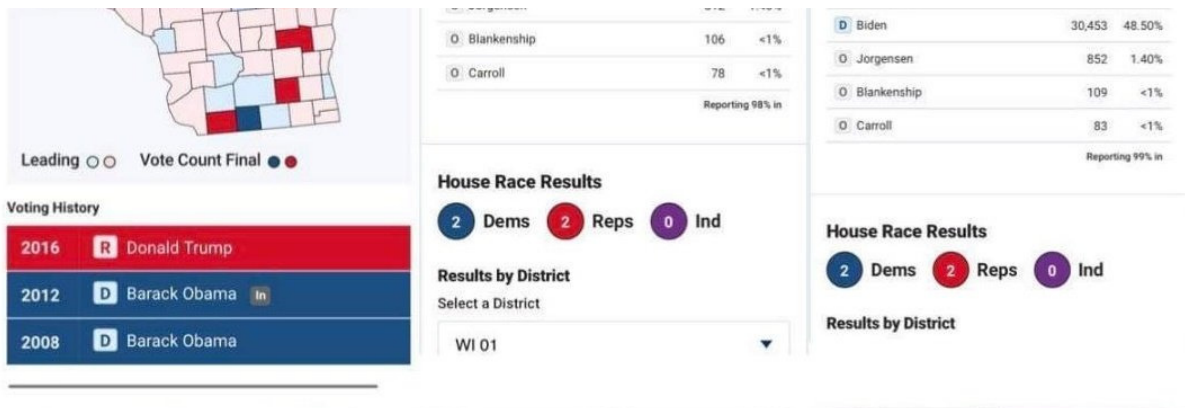 Leading Vote Count Final
Voting History
2016 R Donald Trump
2012 D Barack Obama In
2008 D Barack Obama
O Blankenship 106 <1%
O Carroll 78 <1%
Reporting 98% in
House Race Results
2 Dems 2 Reps 0 Ind
Results by District
Select a District
WI 01
D Biden 30,453 48.50%
O Jorgensen 852 1.40%
O Blankenship 109 <1%
O Carroll 83 <1%
Reporting 99% in
House Race Results
2 Dems 2 Reps 0 Ind
Results by District